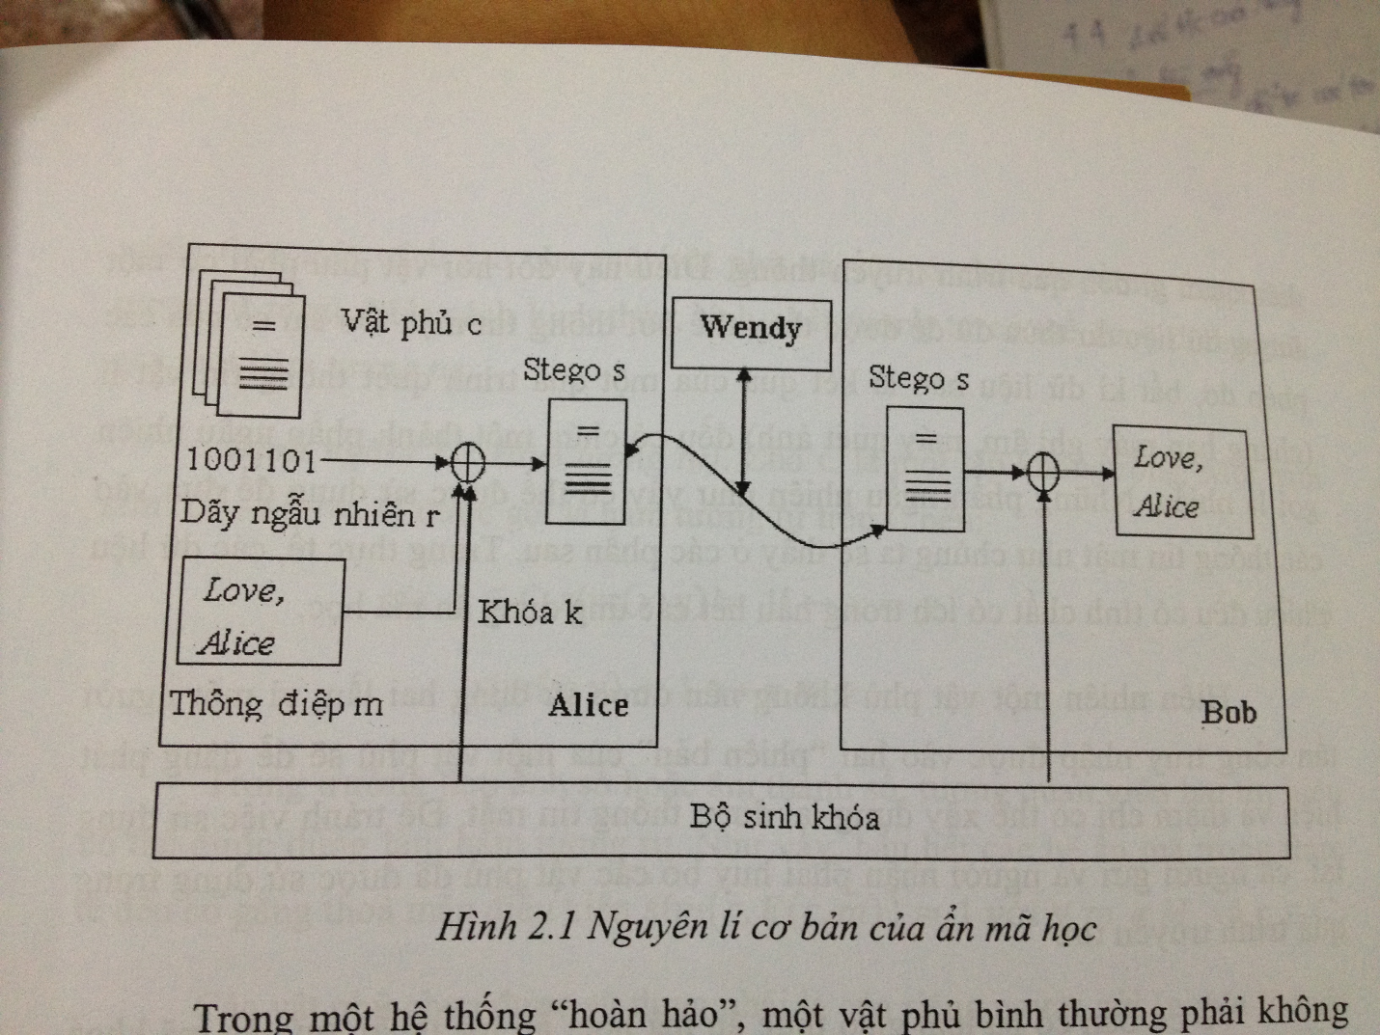 Vật phủ c
Wendy
Stego s
Stego s
1001101
Love,
Alice
Dãy ngẫu nhiên r
Love,
Alice
Khóa k
Thông điệp m
Alice
Bob
Bộ sinh khóa
Hình 2.1 Nguyên lí cơ bản của ẩn mã học
Trong một hệ thống “hoàn hảo”, một vật phủ bình thường phải không